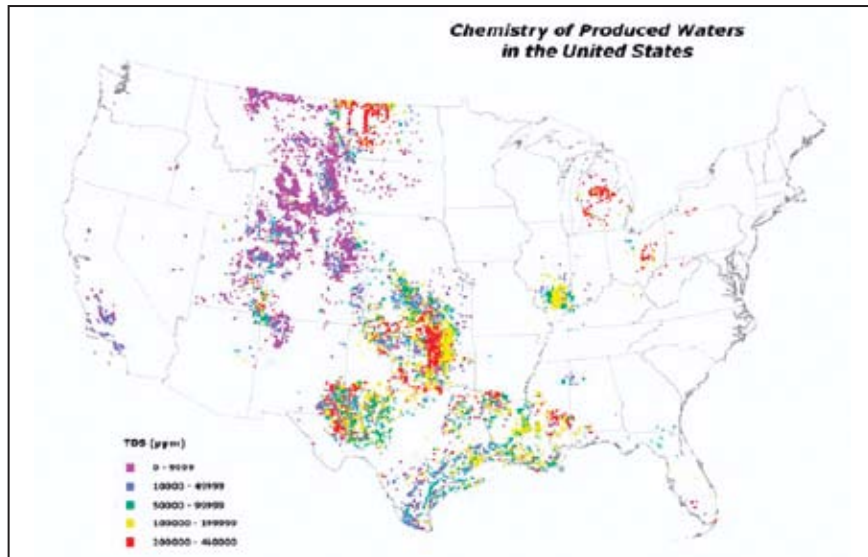 Chemistry of Produced Waters
in the United States
TDS (ppm)
0 - 9999
10000 - 49999
50000 - 99999
100000 - 199999
200000 - 460000